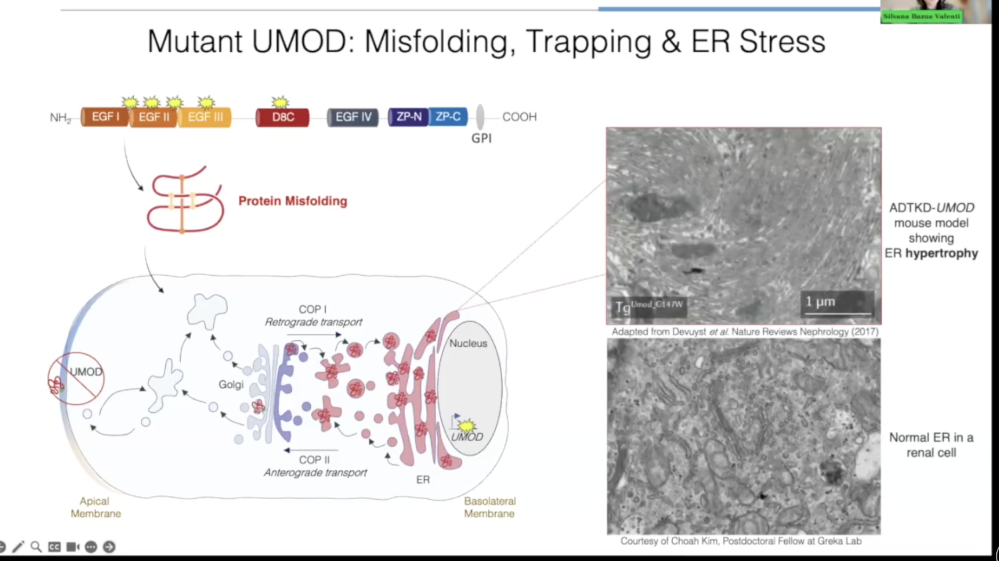 Silvana Bazua Valenti
Mutant UMOD: Misfolding, Trapping & ER Stress
NH2
EGF I
EGF II
EGF III
D8C
EGF IV
ZP-N
ZP-C
COOH
GPI
Protein Misfolding
COP I
Retrograde transport
Nucleus
UMOD
Golgi
UMOD
COP II
Anterograde transport
ER
Apical
Membrane
Basolateral
Membrane
TgUmod_C147W
1 µm
ADTKD-UMOD
mouse model
showing
ER hypertrophy
Adapted from Devuyst et al. Nature Reviews Nephrology (2017)
Normal ER in a
renal cell
Courtesy of Choah Kim, Postdoctoral Fellow at Greka Lab
CC